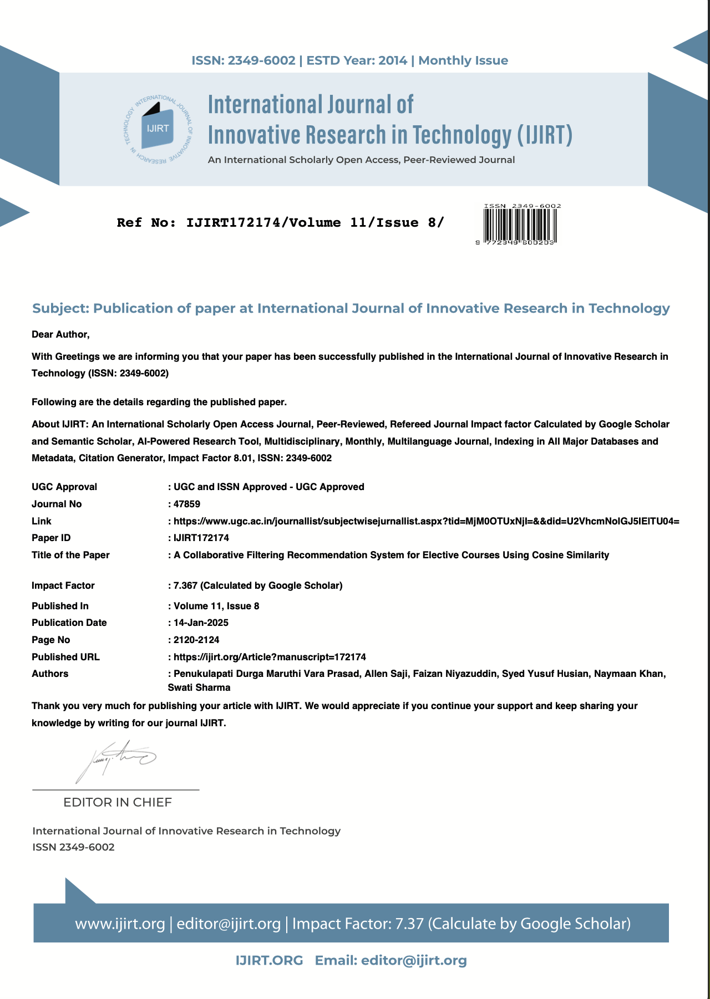 ISSN: 2349-6002 | ESTD Year: 2014 | Monthly Issue
INTERNATIONAL JOURNAL OF INNOVATIVE RESEARCH IN TECHNOLOGY
IJIRT
International Journal of
Innovative Research in Technology (IJIRT)
An International Scholarly Open Access, Peer-Reviewed Journal
Ref No: IJIRT172174/Volume 11/Issue 8/
ISSN 2349-6002
9 772349 600203
Subject: Publication of paper at International Journal of Innovative Research in Technology
Dear Author,
With Greetings we are informing you that your paper has been successfully published in the International Journal of Innovative Research in
Technology (ISSN: 2349-6002)
Following are the details regarding the published paper.
About IJIRT: An International Scholarly Open Access Journal, Peer-Reviewed, Refereed Journal Impact factor Calculated by Google Scholar
and Semantic Scholar, AI-Powered Research Tool, Multidisciplinary, Monthly, Multilanguage Journal, Indexing in All Major Databases and
Metadata, Citation Generator, Impact Factor 8.01, ISSN: 2349-6002
UGC Approval : UGC and ISSN Approved - UGC Approved
Journal No : 47859
Link : https://www.ugc.ac.in/journallist/subjectwisejurnallist.aspx?tid=MjM0OTUxNjI=&&did=U2VhcmNoIGJ5IElTU04=
Paper ID : IJIRT172174
Title of the Paper : A Collaborative Filtering Recommendation System for Elective Courses Using Cosine Similarity
Impact Factor : 7.367 (Calculated by Google Scholar)
Published In : Volume 11, Issue 8
Publication Date : 14-Jan-2025
Page No : 2120-2124
Published URL : https://ijirt.org/Article?manuscript=172174
Authors : Penukulapati Durga Maruthi Vara Prasad, Allen Saji, Faizan Niyazuddin, Syed Yusuf Husian, Naymaan Khan,
Swati Sharma
Thank you very much for publishing your article with IJIRT. We would appreciate if you continue your support and keep sharing your
knowledge by writing for our journal IJIRT.
EDITOR IN CHIEF
International Journal of Innovative Research in Technology
ISSN 2349-6002
www.ijirt.org | editor@ijirt.org | Impact Factor: 7.37 (Calculate by Google Scholar)
IJIRT.ORG Email: editor@ijirt.org